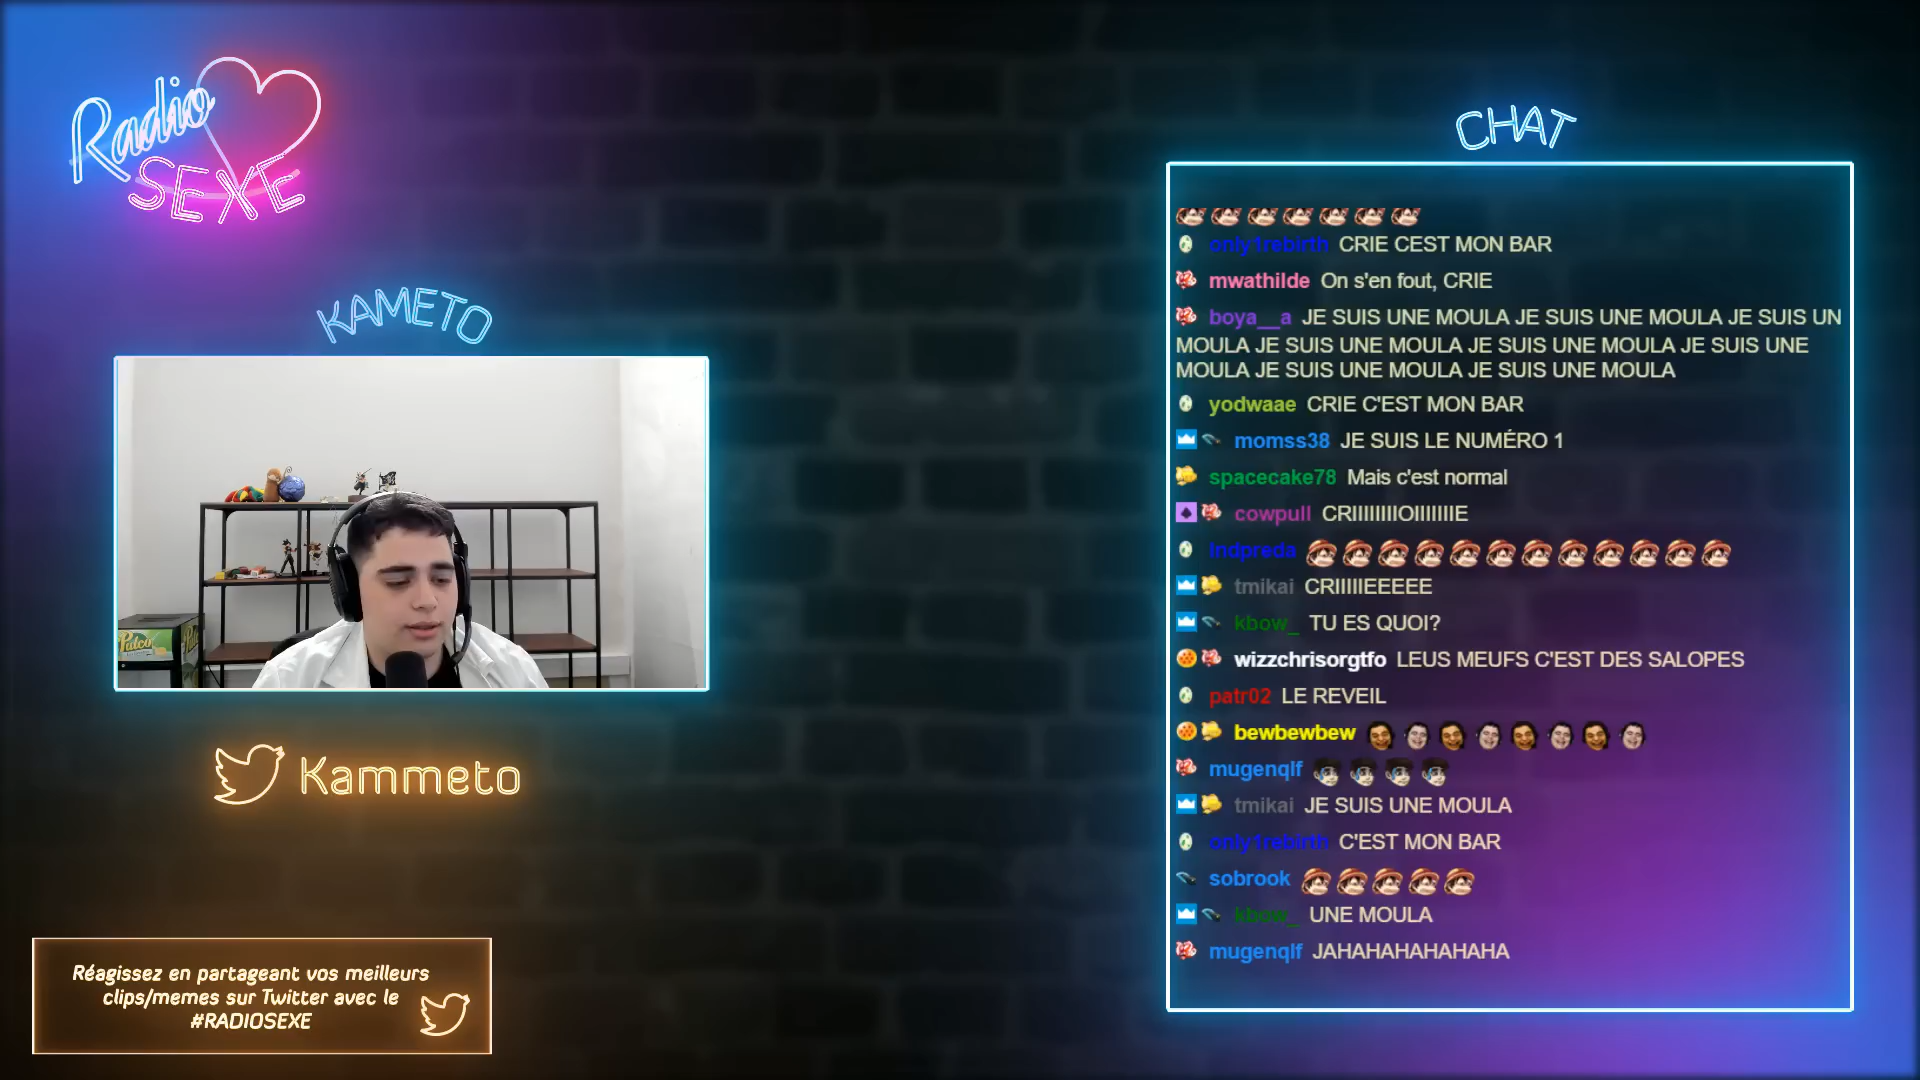 Radio
SEXE
KAMETO
Pulco
Kammeto
Réagissez en partageant vos meilleurs
clips/memes sur Twitter avec le
#RADIOSEXE
CHAT
only1rebirth CRIE CEST MON BAR
mwathilde On s'en fout, CRIE
boya__a JE SUIS UNE MOULA JE SUIS UNE MOULA JE SUIS UN
MOULA JE SUIS UNE MOULA JE SUIS UNE MOULA JE SUIS UNE
MOULA JE SUIS UNE MOULA JE SUIS UNE MOULA
yodwaae CRIE C'EST MON BAR
momss38 JE SUIS LE NUMÉRO 1
spacecake78 Mais c'est normal
cowpull CRIIIIIIIIOIIIIIIIE
lndpreda
tmikai CRIIIIIEEEEE
kbow_ TU ES QUOI?
wizzchrisorgtfo LEUS MEUFS C'EST DES SALOPES
patr02 LE REVEIL
bewbewbew
mugenqlf
tmikai JE SUIS UNE MOULA
only1rebirth C'EST MON BAR
sobrook
kbow_ UNE MOULA
mugenqlf JAHAHAHAHAHAHA